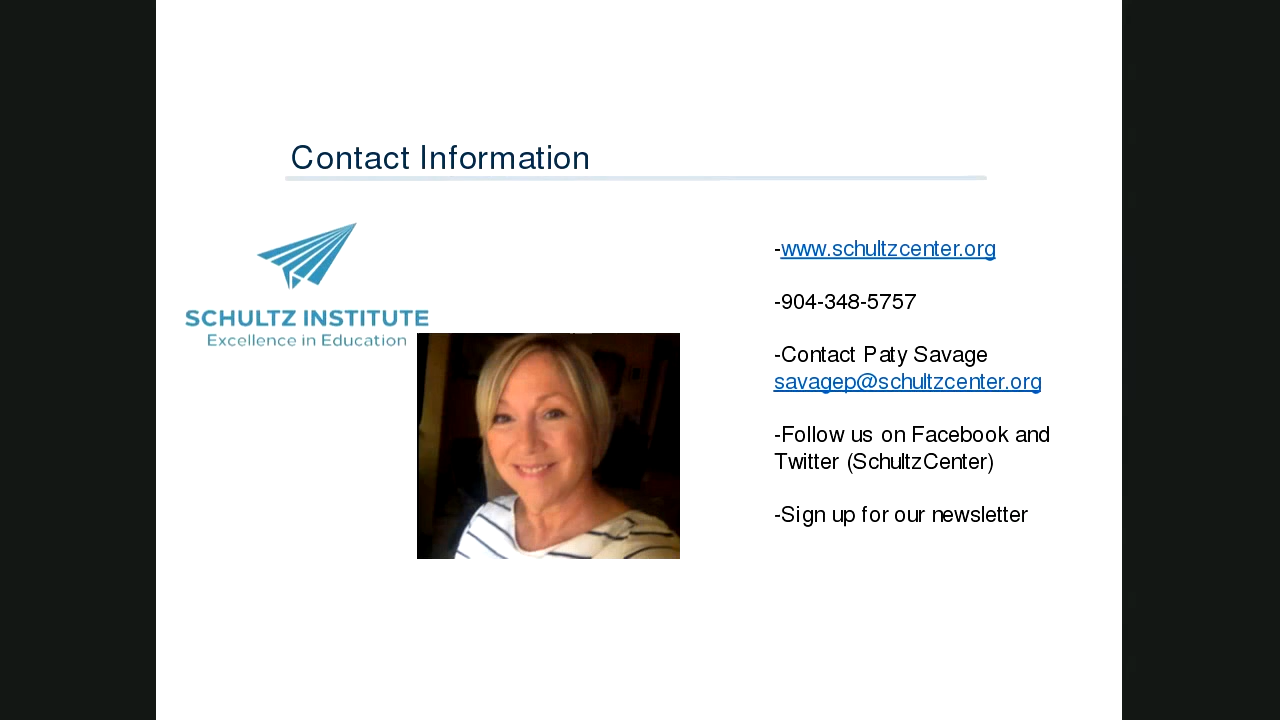 Contact Information
SCHULTZ INSTITUTE
Excellence in Education
-www.schultzcenter.org
-904-348-5757
-Contact Paty Savage
savagep@schultzcenter.org
-Follow us on Facebook and
Twitter (SchultzCenter)
-Sign up for our newsletter